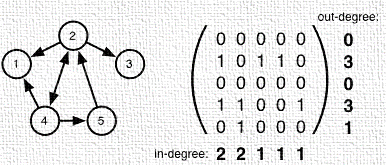 out-degree:
2
1
3
4
5
0 0 0 0 0 0
1 0 1 1 0 3
0 0 0 0 0 0
1 1 0 0 1 3
0 1 0 0 0 1
in-degree: 2 2 1 1 1